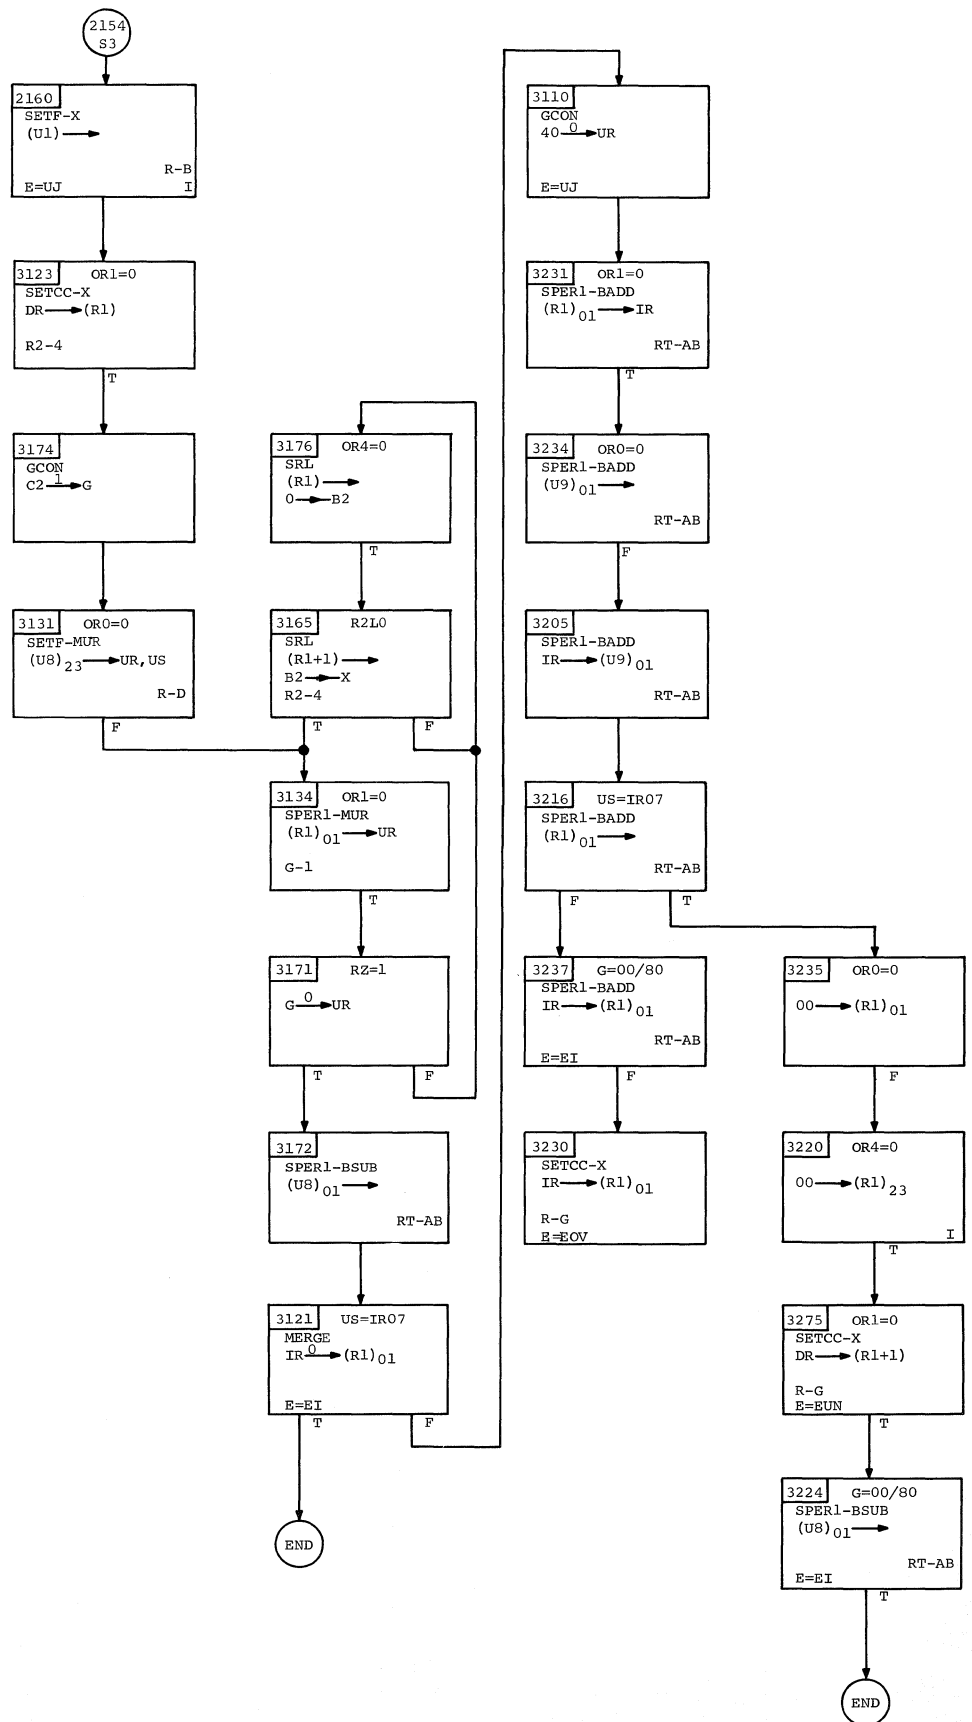 2154
S3
2160
SETF-X
(U1)
R-B
E=UJ I
3123 OR1=0
SETCC-X
DR (R1)
R2-4
T
3174
GCON
1
C2 G
3131 OR0=0
SETF-MUR
(U8)23 UR,US
R-D
F
3176 OR4=0
SRL
(R1)
0 B2
T
3165 R2L0
SRL
(R1+1)
B2 X
R2-4
T F
3134 OR1=0
SPER1-MUR
(R1)01 UR
G-1
T
3171 RZ=1
0
G UR
T F
3172
SPER1-BSUB
(U8)01
RT-AB
3121 US=IR07
MERGE
0
IR (R1)01
E=EI
T F
END
3110
GCON
0
40 UR
E=UJ
3231 OR1=0
SPER1-BADD
(R1)01 IR
RT-AB
T
3234 OR0=0
SPER1-BADD
(U9)01
RT-AB
F
3205
SPER1-BADD
IR (U9)01
RT-AB
3216 US=IR07
SPER1-BADD
(R1)01
RT-AB
F T
3237 G=00/80
SPER1-BADD
IR (R1)01
RT-AB
E=EI
F
3230
SETCC-X
IR (R1)01
R-G
E=EOV
3235 OR0=0
00 (R1)01
F
3220 OR4=0
00 (R1)23
I
T
3275 OR1=0
SETCC-X
DR (R1+1)
R-G
E=EUN
T
3224 G=00/80
SPER1-BSUB
(U8)01
RT-AB
E=EI
T
END